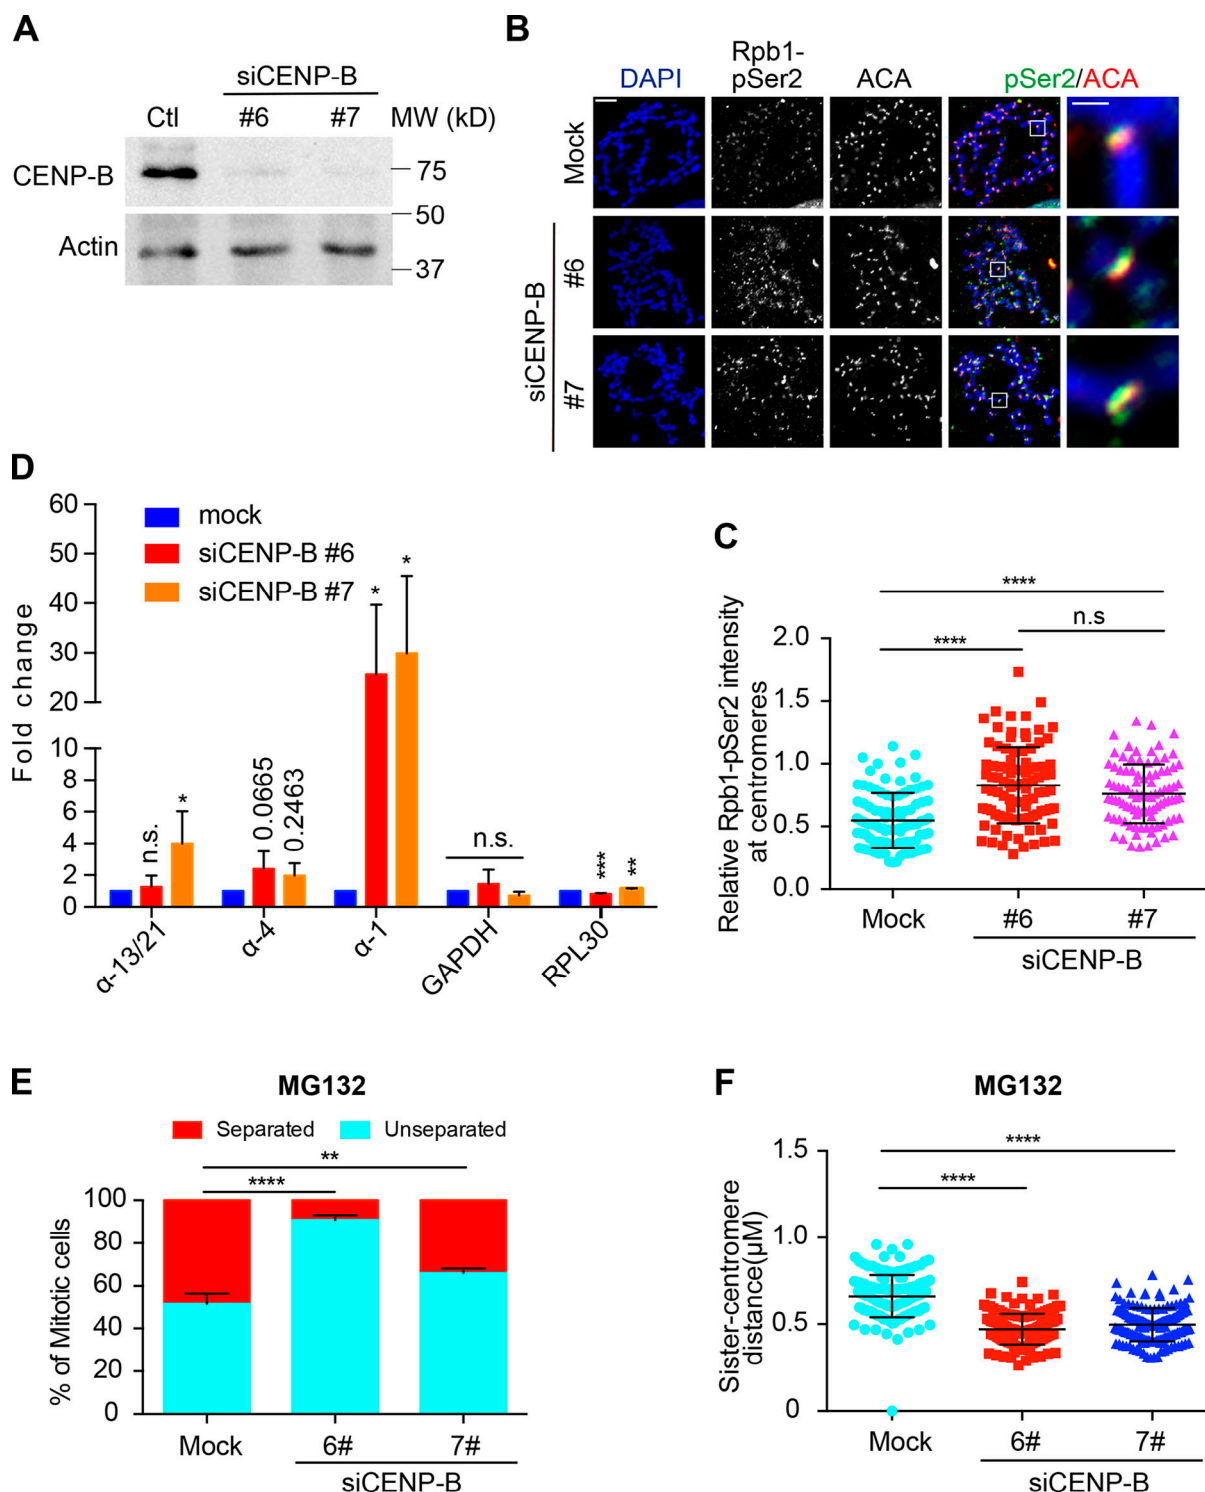 A
siCENP-B
Ctl #6 #7 MW (kD)
CENP-B
75
50
Actin
37
B
Rpb1-
pSer2
DAPI ACA pSer2/ACA
Mock
siCENP-B
#6
#7
D
Fold change
60
50
40
30
20
10
8
6
4
2
0
mock
siCENP-B #6
siCENP-B #7
n.s. * 0.0665 0.2463 * * n.s. *** **
α-13/21 α-4 α-1 GAPDH RPL30
C
****
**** n.s
Relative Rpb1-pSer2 intensity
at centromeres
2.0
1.5
1.0
0.5
0.0
Mock #6 #7
siCENP-B
E
MG132
Separated Unseparated
**
****
% of Mitotic cells
100
80
60
40
20
0
Mock 6# 7#
siCENP-B
F
MG132
****
****
Sister-centromere
distance(μM)
1.5
1.0
0.5
0
Mock 6# 7#
siCENP-B